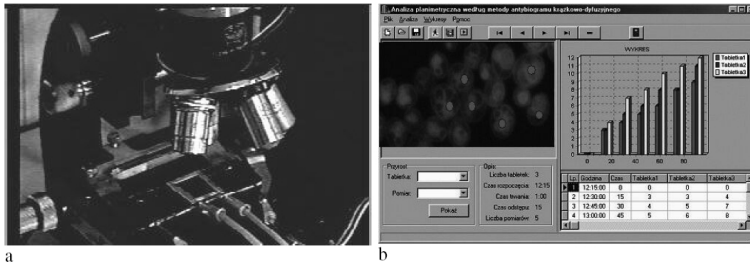 Analiza planimetryczna według metody antybiogramu krążkowo-dyfuzyjnego
Plik Analiza Wykresy Pomoc
WYKRES
Tabletka1
Tabletka2
Tabletka3
12
11
10
9
8
7
6
5
4
3
2
1
0
0 20 40 60 80
Przyrost:
Tabletka:
Pomiar:
Pokaż
Opis:
Liczba tabletek: 3
Czas rozpoczęcia: 12:15
Czas trwania: 1:00
Czas odstępu: 15
Liczba pomiarów: 5
Lp. Godzina Czas Tabletka1 Tabletka2 Tabletka3
1 12:15:00 0 0 0 0
2 12:30:00 15 3 3 4
3 12:45:00 30 4 5 7
4 13:00:00 45 5 6 8
a
b